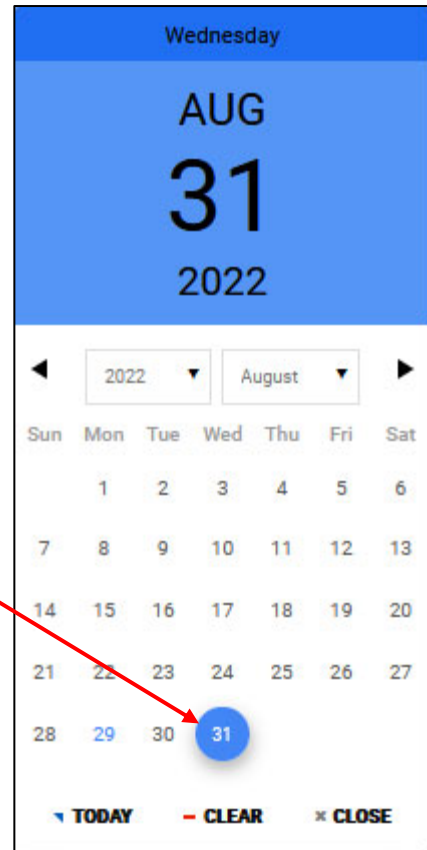 Wednesday
AUG
31
2022
2022 August
Sun Mon Tue Wed Thu Fri Sat
1 2 3 4 5 6
7 8 9 10 11 12 13
14 15 16 17 18 19 20
21 22 23 24 25 26 27
28 29 30 31
TODAY CLEAR CLOSE